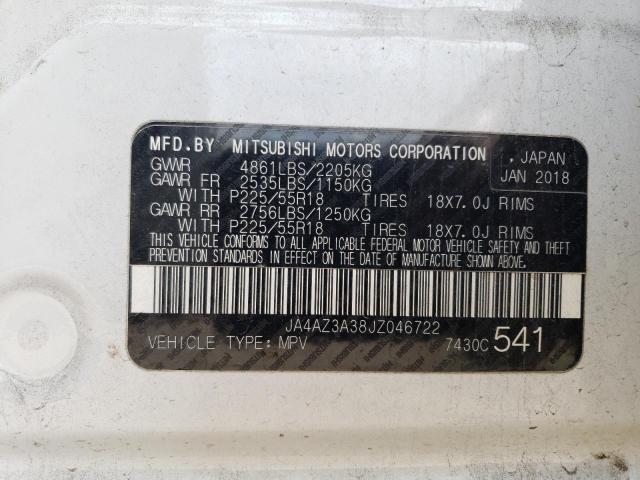 MFD.BY MITSUBISHI MOTORS CORPORATION , JAPAN
GVWR 4861LBS/2205KG JAN 2018
GAWR FR 2535LBS/1150KG
WITH P225/55R18 TIRES 18X7.0J RIMS
GAWR RR 2756LBS/1250KG
WITH P225/55R18 TIRES 18X7.0J RIMS
THIS VEHICLE CONFORMS TO ALL APPLICABLE FEDERAL MOTOR VEHICLE SAFETY AND THEFT
PREVENTION STANDARDS IN EFFECT ON THE DATE OF MANUFACTURE SHOWN ABOVE.
JA4AZ3A38JZ046722
VEHICLE TYPE:MPV 7430C 541